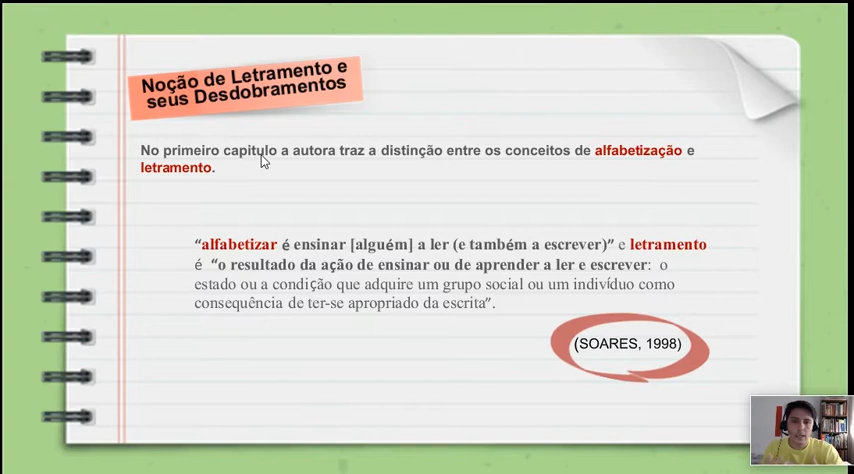 Noção de Letramento e
seus Desdobramentos
No primeiro capitulo a autora traz a distinção entre os conceitos de alfabetização e
letramento.
“alfabetizar é ensinar [alguém] a ler (e também a escrever)” e letramento
é “o resultado da ação de ensinar ou de aprender a ler e escrever: o
estado ou a condição que adquire um grupo social ou um indivíduo como
consequência de ter-se apropriado da escrita”.
(SOARES, 1998)